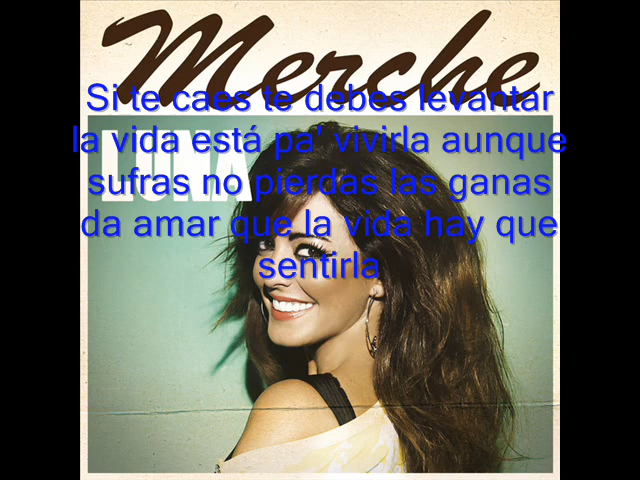 Merche
Si te caes te debes levantar
la vida está pa' vivirla aunque
LUNA
sufras no pierdas las ganas
da amar que la vida hay que
sentirla